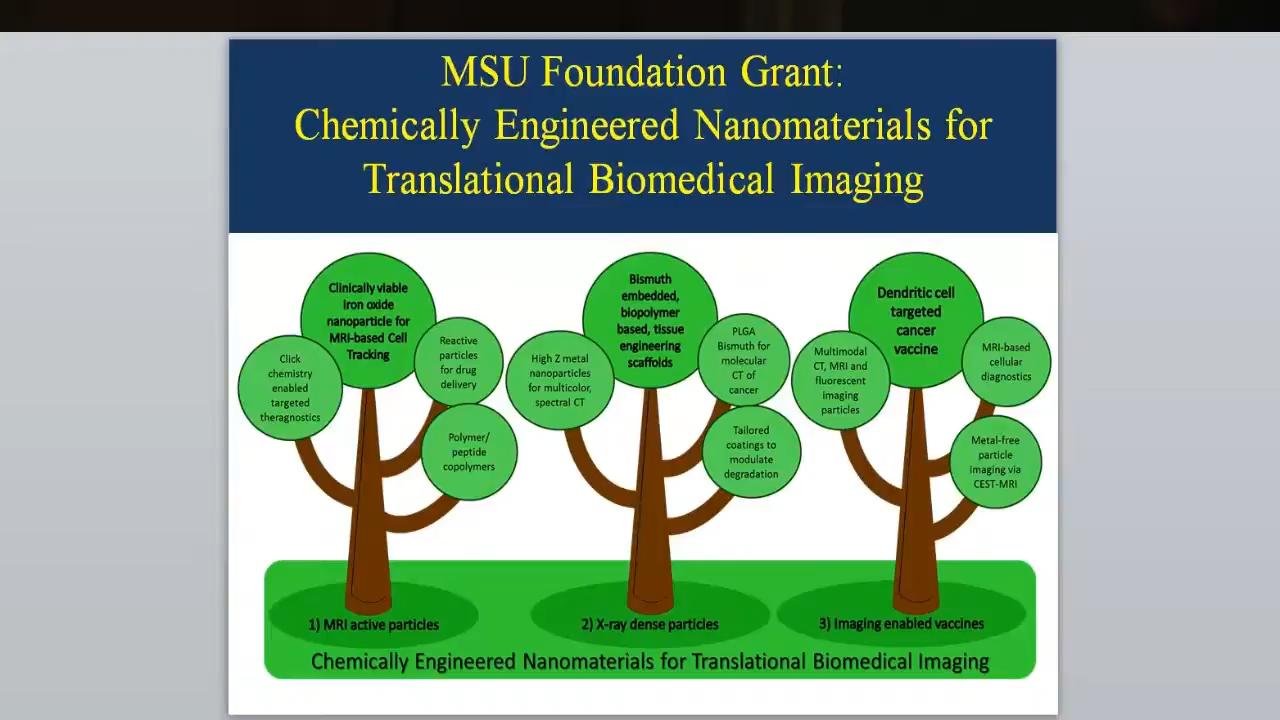 MSU Foundation Grant:
Chemically Engineered Nanomaterials for
Translational Biomedical Imaging
Clinically viable
iron oxide
nanoparticle for
MRI-based Cell
Tracking
Click
chemistry
enabled
targeted
theragnostics
Reactive
particles
for drug
delivery
Polymer/
peptide
copolymers
1) MRI active particles
Bismuth
embedded,
biopolymer
based, tissue
engineering
scaffolds
High Z metal
nanoparticles
for multicolor,
spectral CT
PLGA
Bismuth for
molecular
CT of
cancer
Tailored
coatings to
modulate
degradation
2) X-ray dense particles
Dendritic cell
targeted
cancer
vaccine
Multimodal
CT, MRI and
fluorescent
imaging
particles
MRI-based
cellular
diagnostics
Metal-free
particle
imaging via
CEST-MRI
3) Imaging enabled vaccines
Chemically Engineered Nanomaterials for Translational Biomedical Imaging